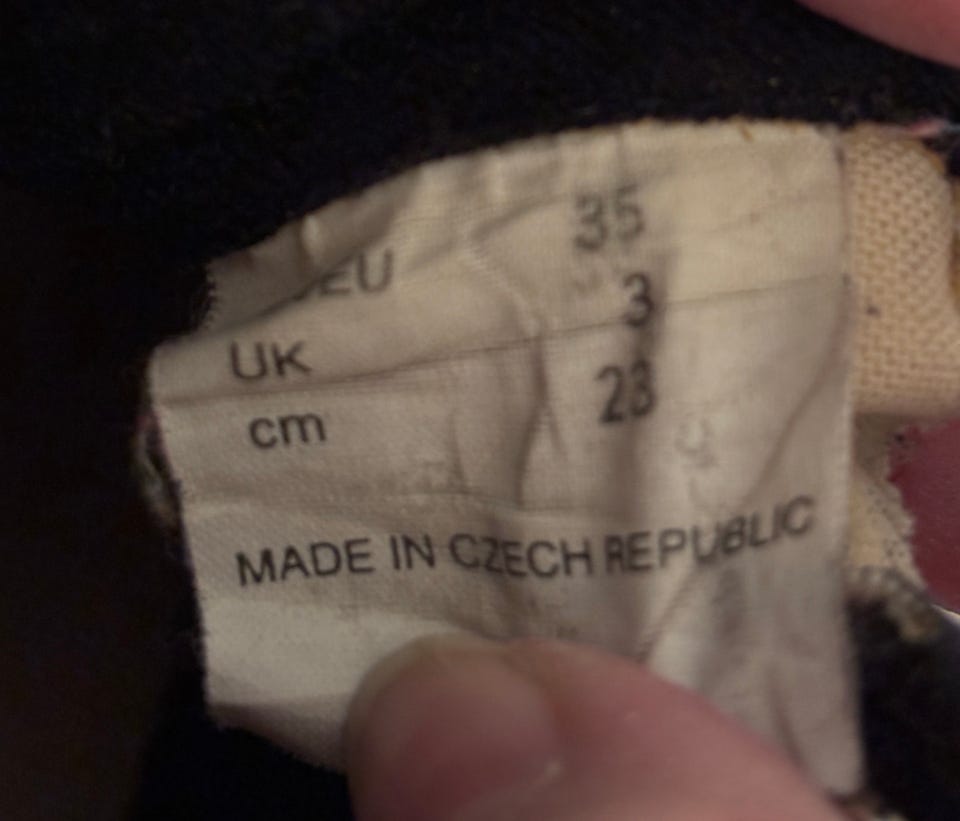 EU 35
UK 3
cm 23
MADE IN CZECH REPUBLIC